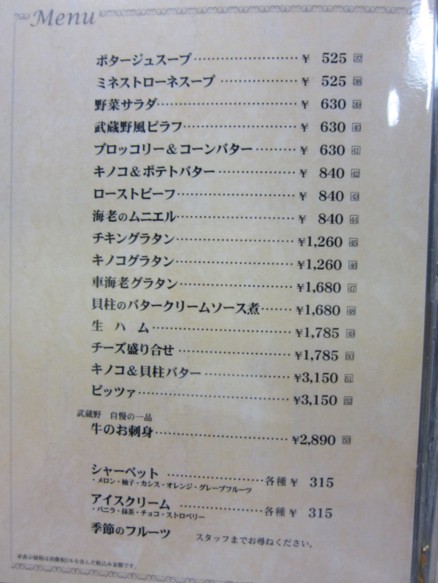 Menu
ポタージュスープ ¥ 525
ミネストローネスープ ¥ 525
野菜サラダ ¥ 630
武蔵野風ピラフ ¥ 630
ブロッコリー&コーンバター ¥ 630
キノコ&ポテトバター ¥ 840
ローストビーフ ¥ 840
海老のムニエル ¥ 840
チキングラタン ¥1,260
キノコグラタン ¥1,260
車海老グラタン ¥1,680
貝柱のバタークリームソース煮 ¥1,680
生 ハ ム ¥1,785
チーズ盛り合せ ¥1,785
キノコ&貝柱バター ¥3,150
ピッツァ ¥3,150
武蔵野 自慢の一品
牛のお刺身 ¥2,890
シャーベット 各種 ¥ 315
・メロン・柚子・カシス・オレンジ・グレープフルーツ
アイスクリーム 各種 ¥ 315
・バニラ・抹茶・チョコ・ストロベリー
季節のフルーツ スタッフまでお尋ねください。